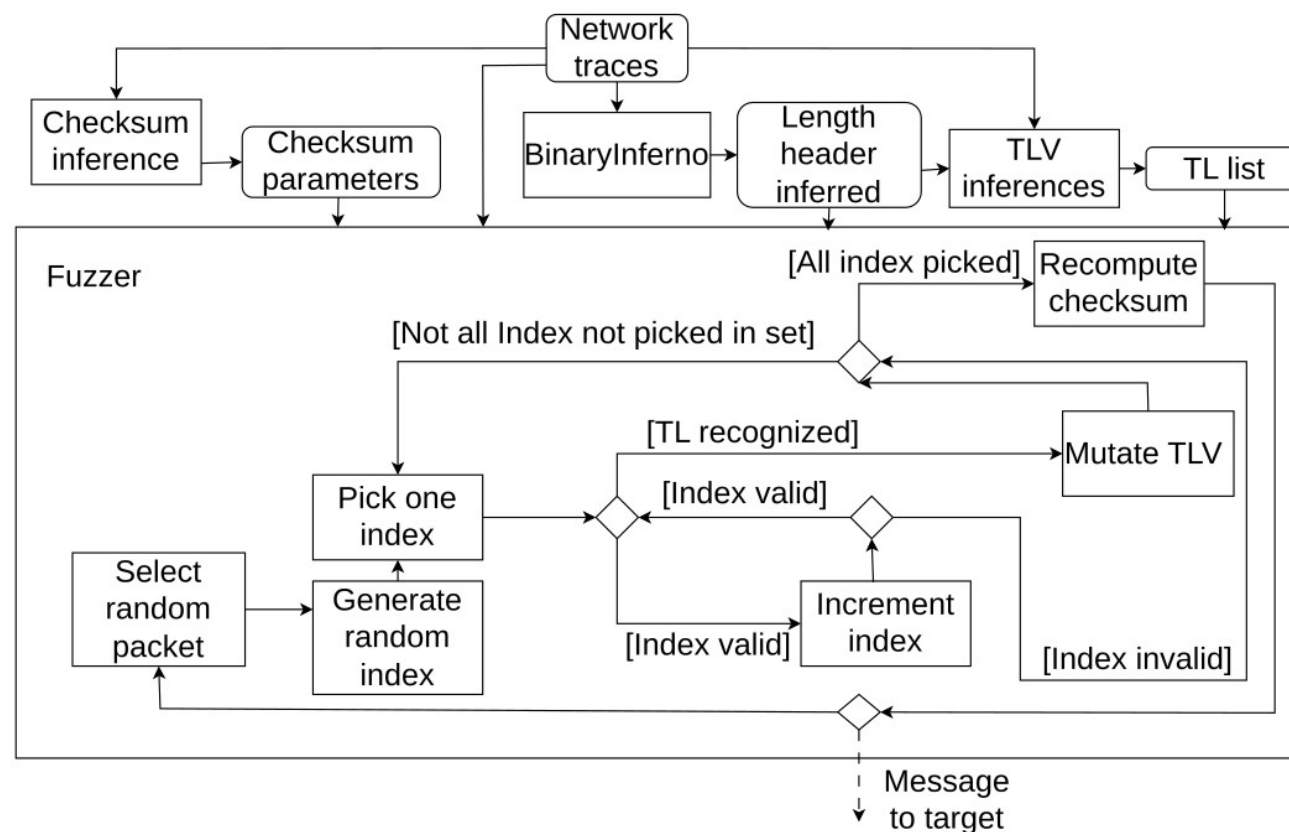 Network
traces
Checksum
inference
Checksum
parameters
BinaryInferno
Length
header
inferred
TLV
inferences
TL list
Fuzzer
[All index picked]
Recompute
checksum
[Not all Index not picked in set]
[TL recognized]
Mutate TLV
Pick one
index
[Index valid]
Select
random
packet
Generate
random
index
[Index valid]
Increment
index
[Index invalid]
Message
to target